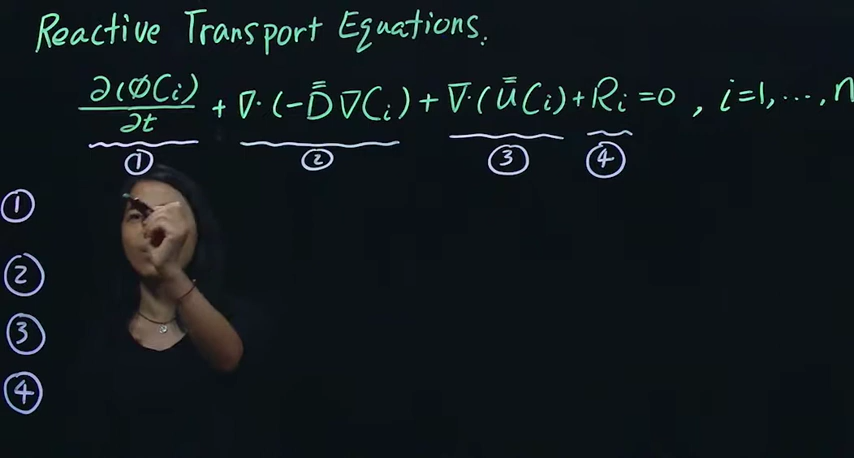 Reactive Transport Equations.
∂(ϕCᵢ)/∂t + ∇·(-D̿ ∇Cᵢ) + ∇·(u̿ Cᵢ) + Rᵢ = 0 , i=1,...,n
① ② ③ ④
①
②
③
④